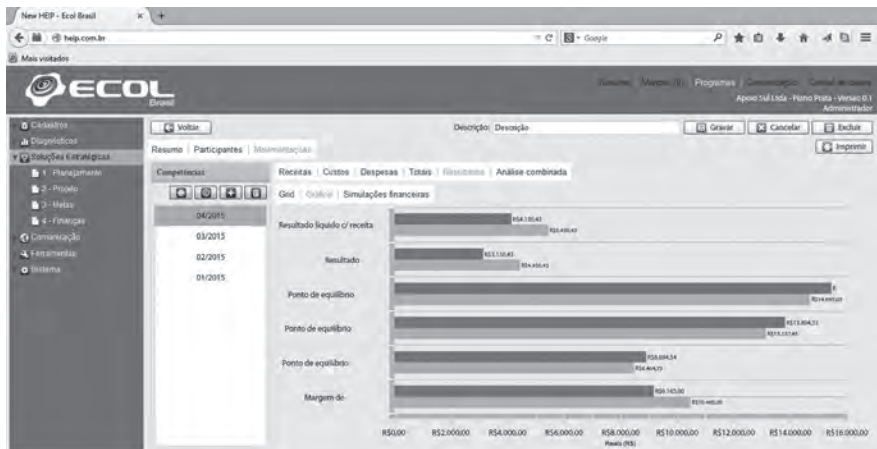 New HEIP - Ecol Brasil
heip.com.br
Google
Mais visitados
ECOL
Brasil
Programas
Apoio Sul Ltda - Plano Prata - Versão 0.1
Administrador
Cadastros
Diagnósticos
Soluções Estratégicas
1 - Planejamento
2 - Projeto
3 - Metas
4 - Finanças
Comunicação
Ferramentas
Sistema
Voltar
Descrição: Descrição
Gravar
Cancelar
Excluir
Imprimir
Resumo | Participantes | Movimentações
Competências
04/2015
03/2015
02/2015
01/2015
Receitas | Custos | Despesas | Totais | Resultados | Análise combinada
Grid | Gráfico | Simulações financeiras
Resultado líquido c/ receita
Resultado
Ponto de equilíbrio
Ponto de equilíbrio
Ponto de equilíbrio
Margem de
R$0,00 R$2.000,00 R$4.000,00 R$6.000,00 R$8.000,00 R$10.000,00 R$12.000,00 R$14.000,00 R$16.000,00
Reais (R$)